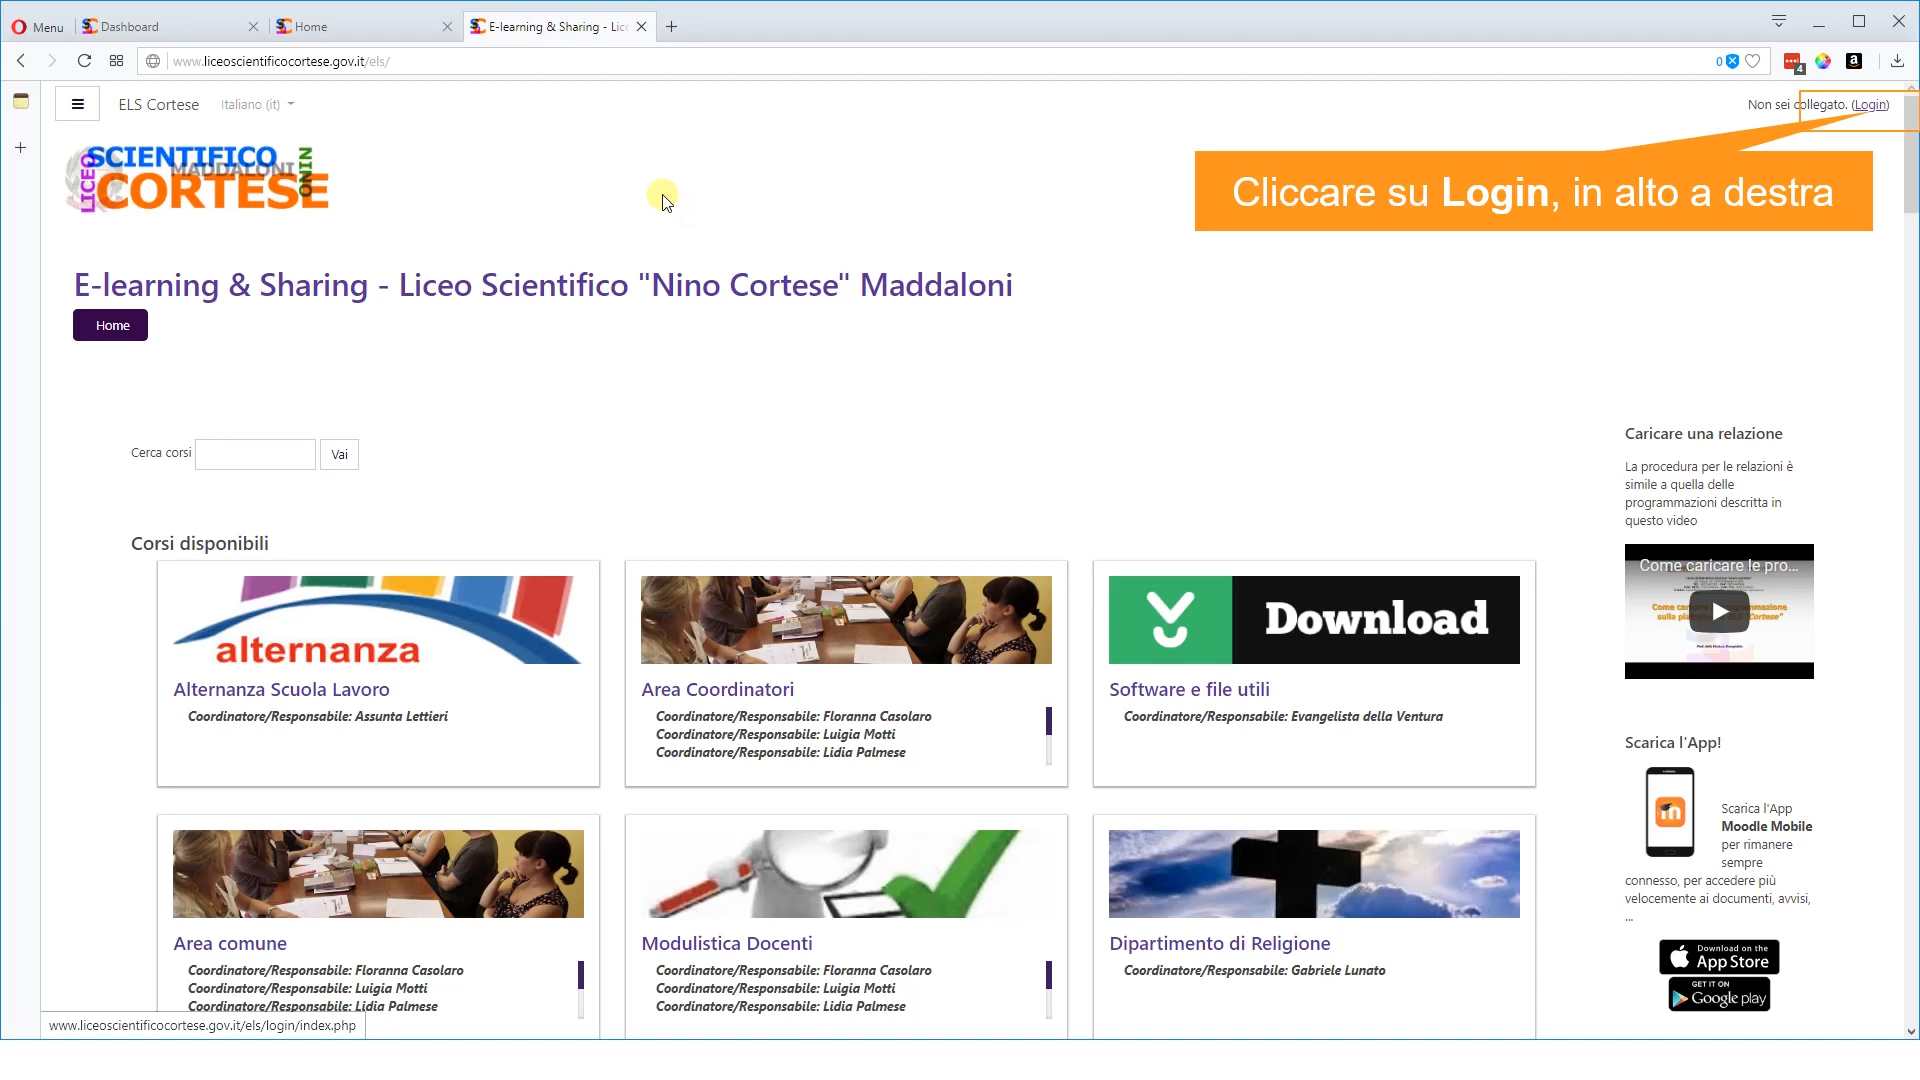 Menu
Dashboard
Home
E-learning & Sharing - Lice
www.liceoscientificocortese.gov.it/els/
0
4
a
ELS Cortese
Italiano (it)
Non sei collegato. (Login)
LICEO
SCIENTIFICO
MADDALONI
NINO
CORTESE
Cliccare su Login, in alto a destra
E-learning & Sharing - Liceo Scientifico "Nino Cortese" Maddaloni
Home
Cerca corsi
Vai
Corsi disponibili
alternanza
Alternanza Scuola Lavoro
Coordinatore/Responsabile: Assunta Lettieri
Area Coordinatori
Coordinatore/Responsabile: Floranna Casolaro
Coordinatore/Responsabile: Luigia Motti
Coordinatore/Responsabile: Lidia Palmese
Download
Software e file utili
Coordinatore/Responsabile: Evangelista della Ventura
Area comune
Coordinatore/Responsabile: Floranna Casolaro
Coordinatore/Responsabile: Luigia Motti
Coordinatore/Responsabile: Lidia Palmese
Modulistica Docenti
Coordinatore/Responsabile: Floranna Casolaro
Coordinatore/Responsabile: Luigia Motti
Coordinatore/Responsabile: Lidia Palmese
Dipartimento di Religione
Coordinatore/Responsabile: Gabriele Lunato
Caricare una relazione
La procedura per le relazioni è
simile a quella delle
programmazioni descritta in
questo video
Come caricare le pro...
Scarica l'App!
m
Scarica l'App
Moodle Mobile
per rimanere
sempre
connesso, per accedere più
velocemente ai documenti, avvisi,
...
Download on the
App Store
GET IT ON
Google play
www.liceoscientificocortese.gov.it/els/login/index.php